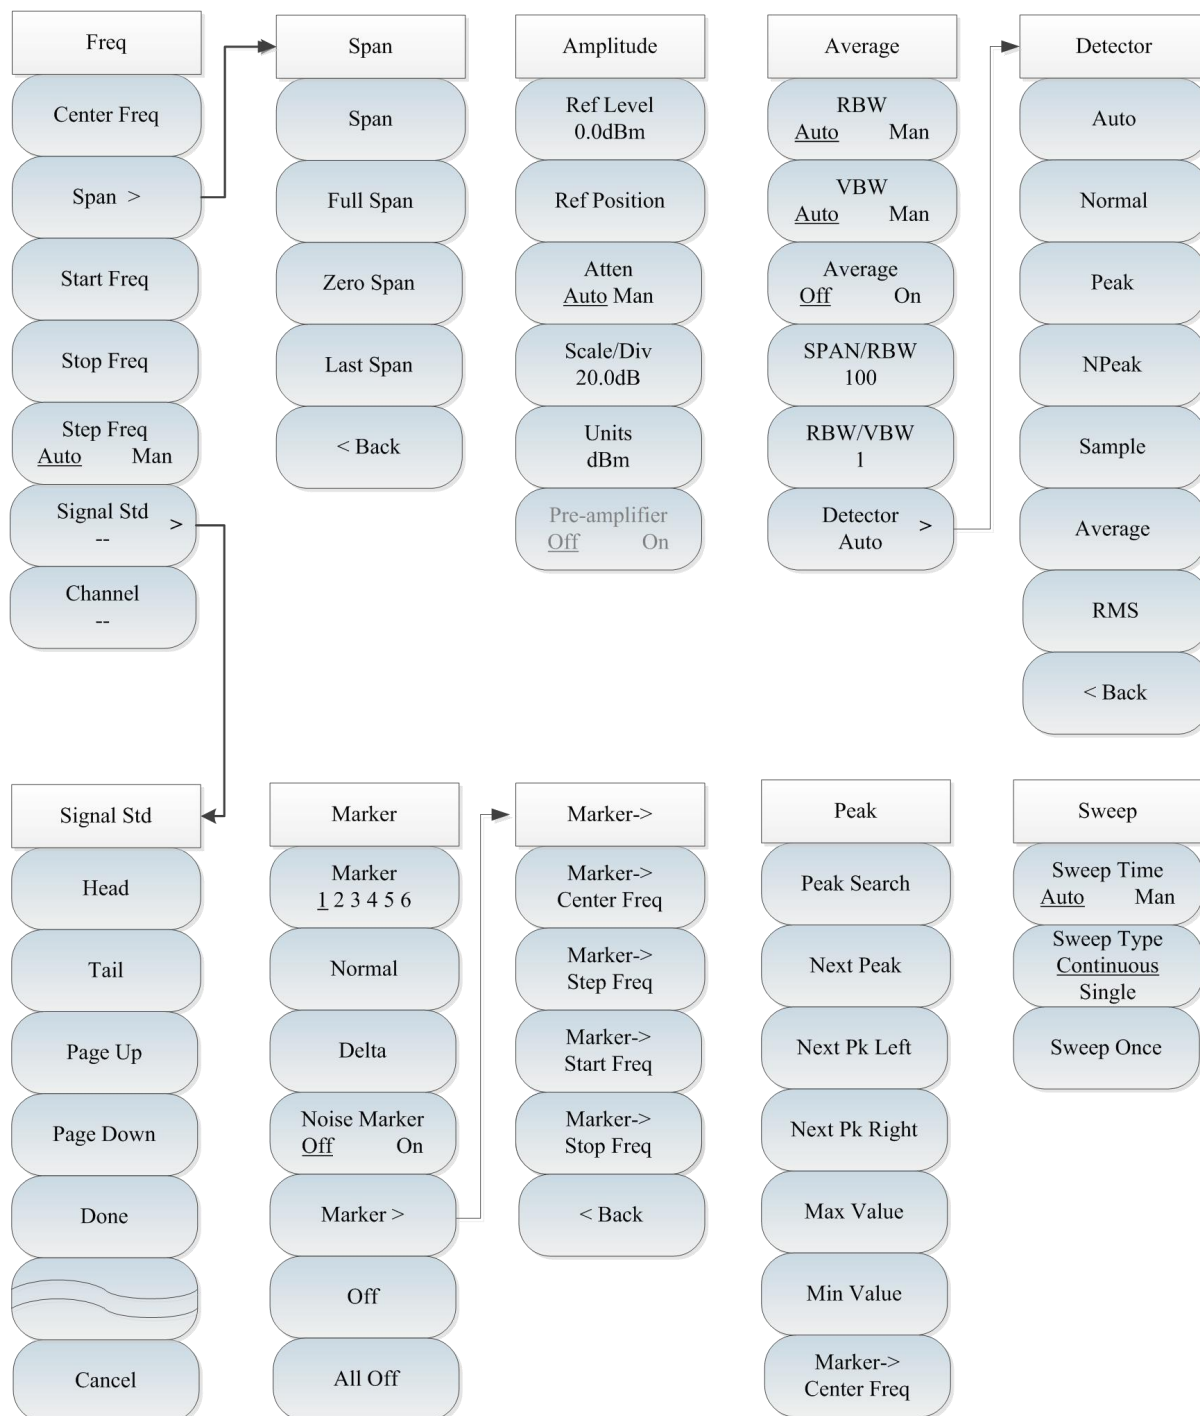 Freq
Center Freq
Span >
Start Freq
Stop Freq
Step Freq
Auto Man
Signal Std >
--
Channel
--
Span
Span
Full Span
Zero Span
Last Span
< Back
Amplitude
Ref Level
0.0dBm
Ref Position
Atten
Auto Man
Scale/Div
20.0dB
Units
dBm
Pre-amplifier
Off On
Average
RBW
Auto Man
VBW
Auto Man
Average
Off On
SPAN/RBW
100
RBW/VBW
1
Detector >
Auto
Detector
Auto
Normal
Peak
NPeak
Sample
Average
RMS
< Back
Signal Std
Head
Tail
Page Up
Page Down
Done
Cancel
Marker
Marker
1 2 3 4 5 6
Normal
Delta
Noise Marker
Off On
Marker >
Off
All Off
Marker->
Marker->
Center Freq
Marker->
Step Freq
Marker->
Start Freq
Marker->
Stop Freq
< Back
Peak
Peak Search
Next Peak
Next Pk Left
Next Pk Right
Max Value
Min Value
Marker->
Center Freq
Sweep
Sweep Time
Auto Man
Sweep Type
Continuous
Single
Sweep Once